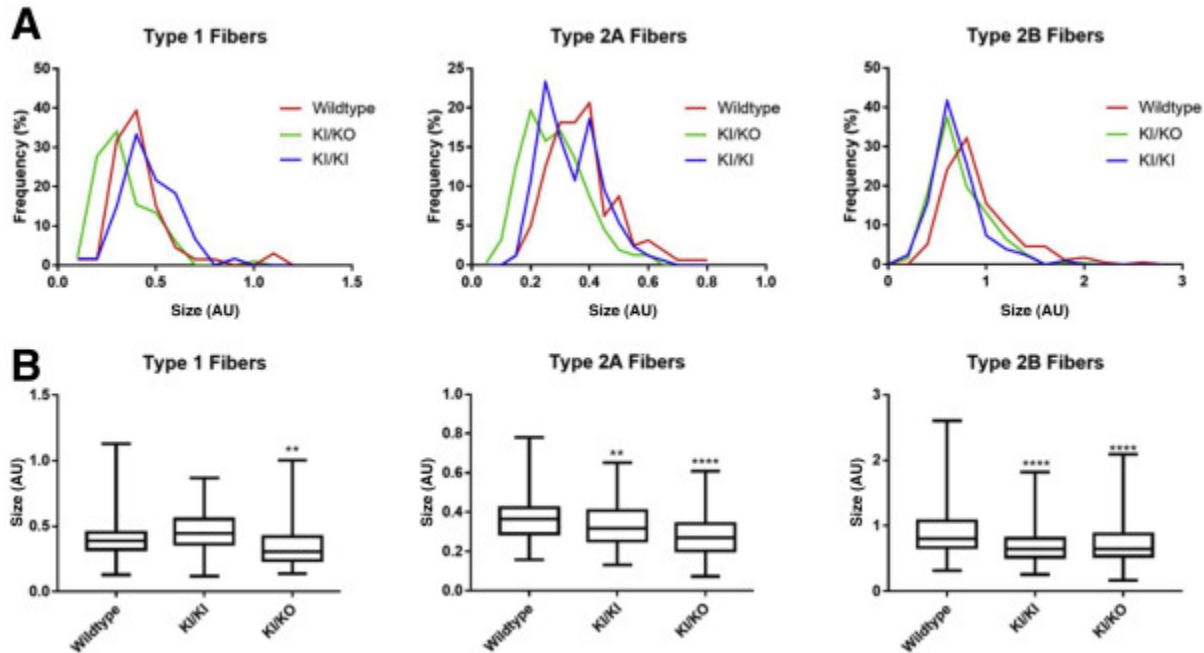 A
Type 1 Fibers
Frequency (%)
50
40
30
20
10
0
0.0
0.5
1.0
1.5
Size (AU)
Wildtype
KI/KO
KI/KI
Type 2A Fibers
Frequency (%)
25
20
15
10
5
0
0.0
0.2
0.4
0.6
0.8
1.0
Size (AU)
Wildtype
KI/KO
KI/KI
Type 2B Fibers
Frequency (%)
50
40
30
20
10
0
0
1
2
3
Size (AU)
Wildtype
KI/KO
KI/KI
B
Type 1 Fibers
Size (AU)
1.5
1.0
0.5
0.0
**
Wildtype
KI/KI
KI/KO
Type 2A Fibers
Size (AU)
1.0
0.8
0.6
0.4
0.2
0.0
**
****
Wildtype
KI/KI
KI/KO
Type 2B Fibers
Size (AU)
3
2
1
0
****
****
Wildtype
KI/KI
KI/KO